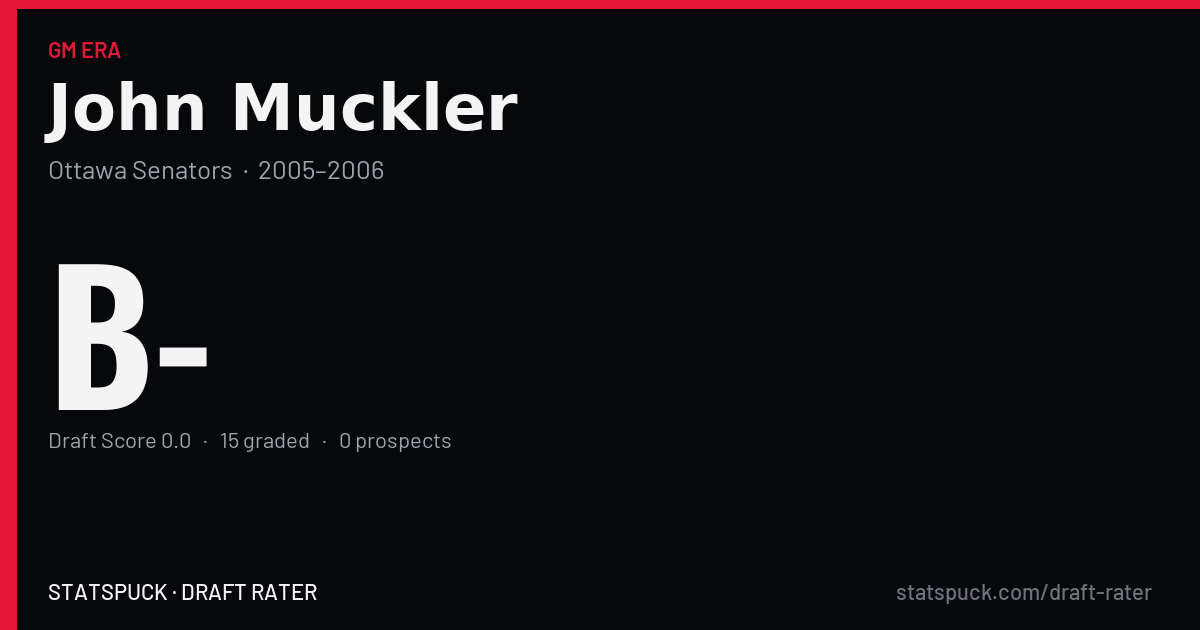 GM ERA
John Muckler
Ottawa Senators · 2005–2006
B-
Draft Score 0.0 · 15 graded · 0 prospects
STATSPUCK · DRAFT RATER
statspuck.com/draft-rater